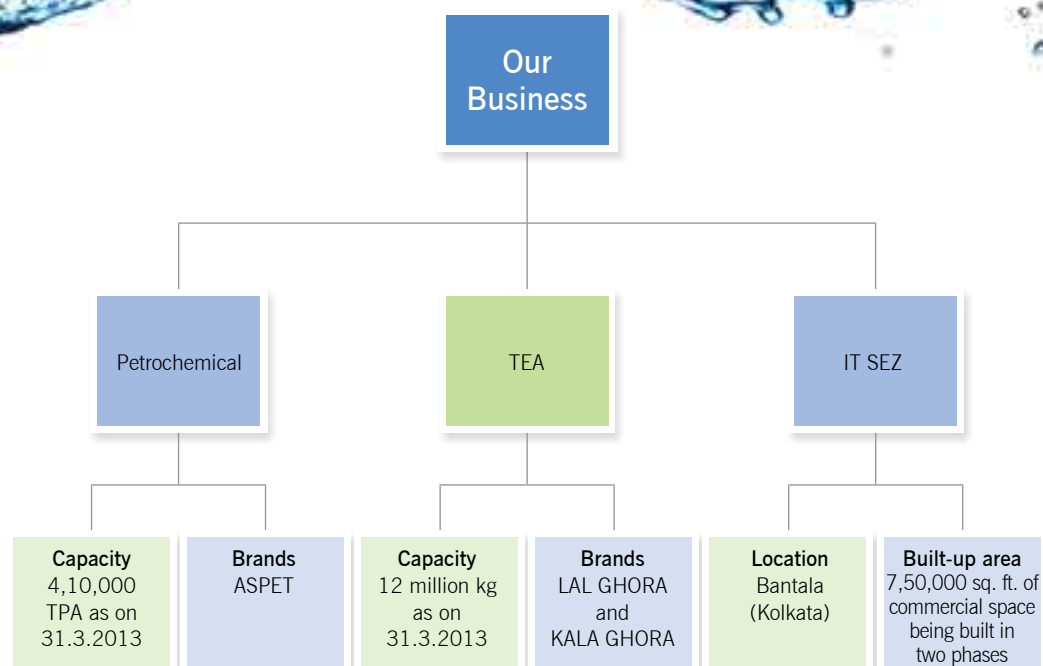 Our
Business
Petrochemical
TEA
IT SEZ
Capacity
4,10,000
TPA as on
31.3.2013
Brands
ASPET
Capacity
12 million kg
as on
31.3.2013
Brands
LAL GHORA
and
KALA GHORA
Location
Bantala
(Kolkata)
Built-up area
7,50,000 sq. ft. of
commercial space
being built in
two phases